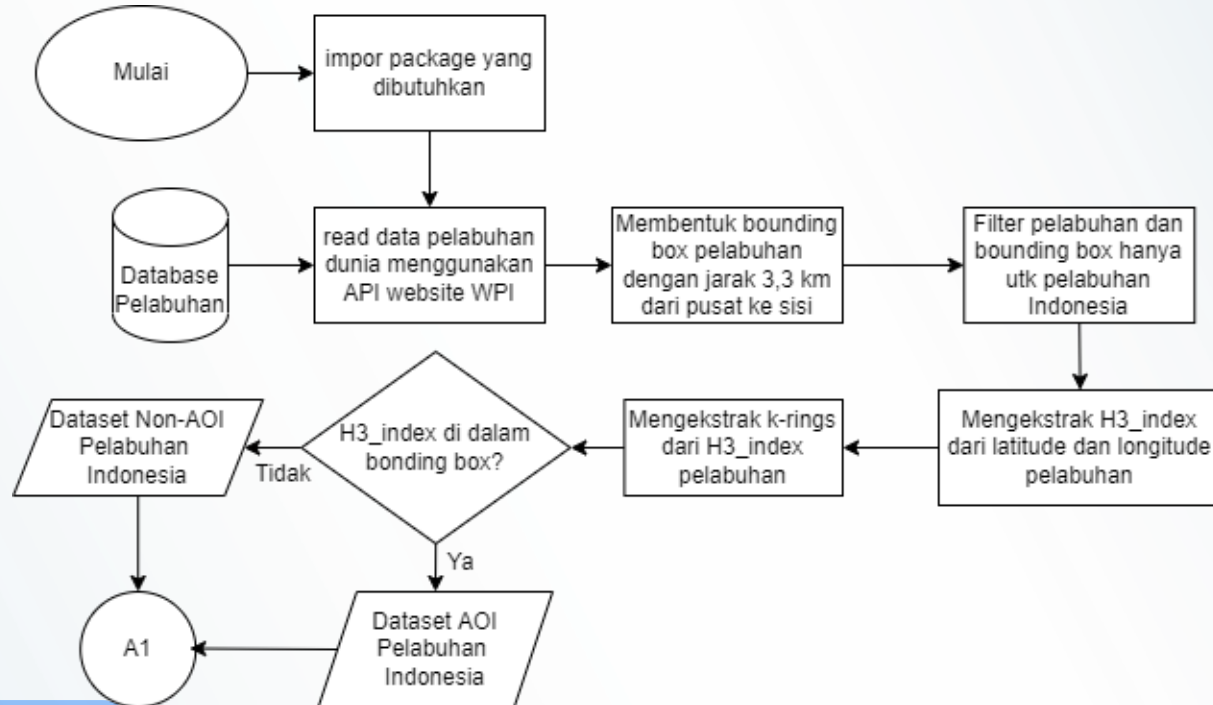 Mulai
impor package yang
dibutuhkan
Database
Pelabuhan
read data pelabuhan
dunia menggunakan
API website WPI
Membentuk bounding
box pelabuhan
dengan jarak 3,3 km
dari pusat ke sisi
Filter pelabuhan dan
bounding box hanya
utk pelabuhan
Indonesia
Mengekstrak H3_index
dari latitude dan longitude
pelabuhan
Mengekstrak k-rings
dari H3_index
pelabuhan
H3_index di dalam
bonding box?
Tidak
Dataset Non-AOI
Pelabuhan
Indonesia
Ya
Dataset AOI
Pelabuhan
Indonesia
A1